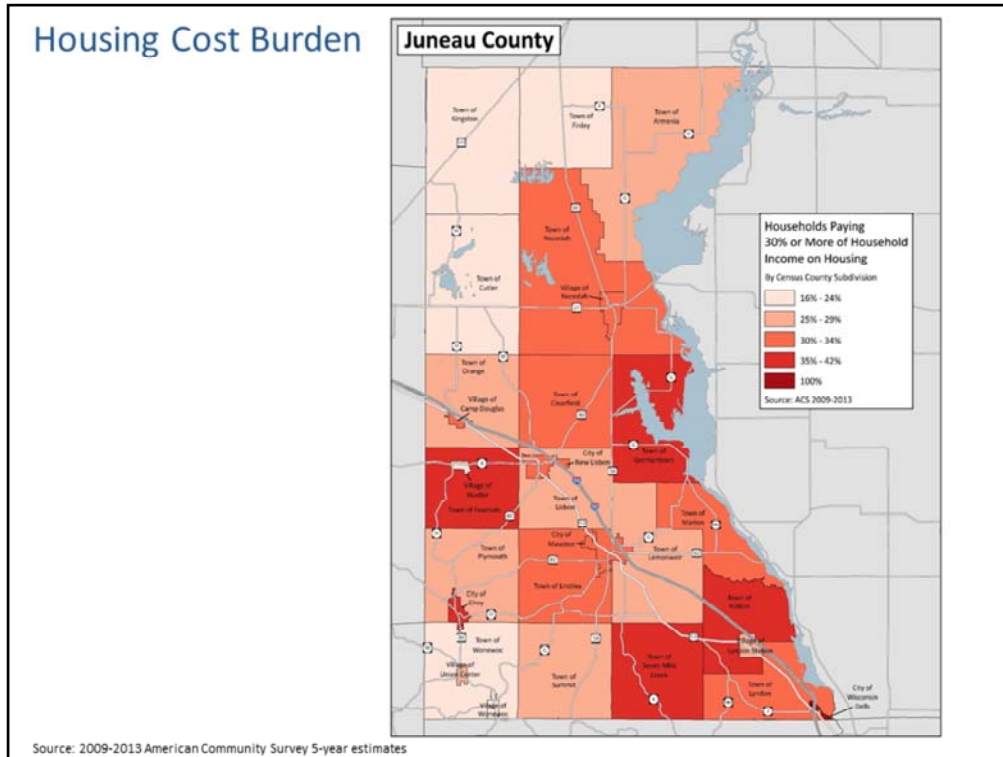 Housing Cost Burden
Juneau County
Town of
Kingston
Town of
Finley
Town of
Armenia
Town of
Necedah
Town of
Cutler
Village of
Necedah
Households Paying
30% or More of Household
Income on Housing
By Census County Subdivision
16% - 24%
25% - 29%
30% - 34%
35% - 42%
100%
Source: ACS 2009-2013
Town of
Orange
Village of
Camp Douglas
Town of
Clearfield
City of
New Lisbon
Town of
Germantown
Village of
Hustler
Town of Fountain
Town of
Lisbon
Town of
Marion
City of
Mauston
Town of
Plymouth
Town of
Lemonweir
Town of Lindina
City of
Elroy
Town of
Village of
Lyndon Station
Town of
Wonewoc
Village of
Union Center
Town of
Summit
Town of
Seven Mile
Creek
Town of
Lyndon
City of
Wisconsin
Dells
Village of
Wonewoc
Source: 2009-2013 American Community Survey 5-year estimates